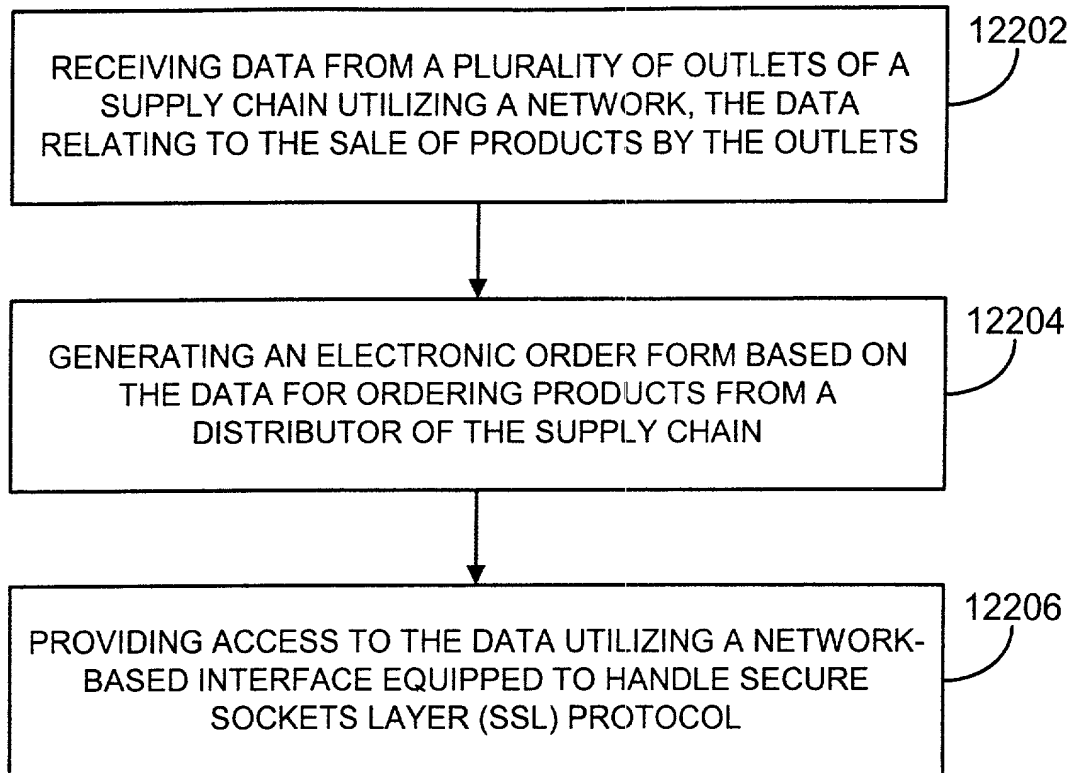 12202
RECEIVING DATA FROM A PLURALITY OF OUTLETS OF A
SUPPLY CHAIN UTILIZING A NETWORK, THE DATA
RELATING TO THE SALE OF PRODUCTS BY THE OUTLETS
12204
GENERATING AN ELECTRONIC ORDER FORM BASED ON
THE DATA FOR ORDERING PRODUCTS FROM A
DISTRIBUTOR OF THE SUPPLY CHAIN
12206
PROVIDING ACCESS TO THE DATA UTILIZING A NETWORK-
BASED INTERFACE EQUIPPED TO HANDLE SECURE
SOCKETS LAYER (SSL) PROTOCOL